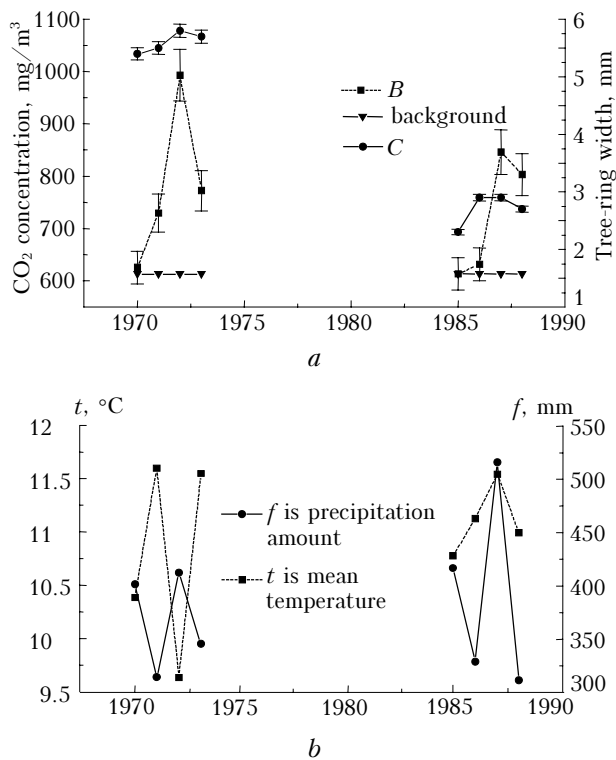 CO₂ concentration, mg/m³
1100
1000
900
800
700
600
B
background
C
6
5
4
3
2
1
Tree-ring width, mm
1970 1975 1980 1985 1990
a
t, °C
f, mm
12
11.5
11
10.5
10
9.5
f is precipitation
amount
t is mean
temperature
550
500
450
400
350
300
1970 1975 1980 1985 1990
b